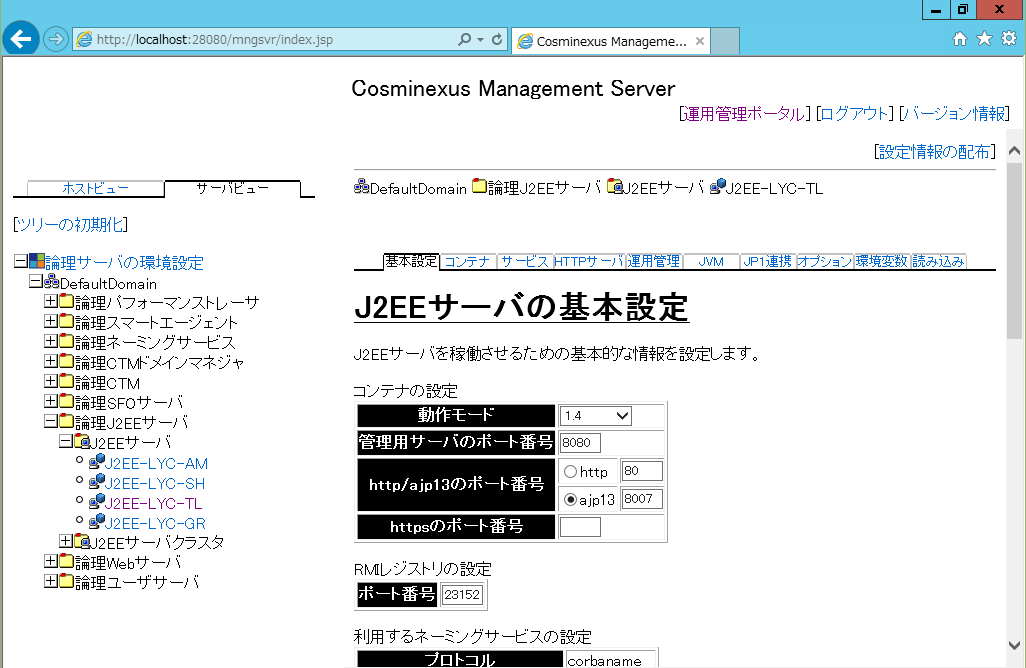 http://localhost:28080/mngsvr/index.jsp
Cosminexus Manageme...
Cosminexus Management Server
[運用管理ポータル] [ログアウト] [バージョン情報]
[設定情報の配布]
ホストビュー サーバビュー
[ツリーの初期化]
論理サーバの環境設定
DefaultDomain
論理パフォーマンストレーサ
論理スマートエージェント
論理ネーミングサービス
論理CTMドメインマネジャ
論理CTM
論理SFOサーバ
論理J2EEサーバ
J2EEサーバ
J2EE-LYC-AM
J2EE-LYC-SH
J2EE-LYC-TL
J2EE-LYC-GR
J2EEサーバクラスタ
論理Webサーバ
論理ユーザサーバ
DefaultDomain 論理J2EEサーバ J2EEサーバ J2EE-LYC-TL
基本設定 コンテナ サービス HTTPサーバ 運用管理 JVM JP1連携 オプション 環境変数 読み込み
J2EEサーバの基本設定
J2EEサーバを稼働させるための基本的な情報を設定します。
コンテナの設定
動作モード 1.4
管理用サーバのポート番号 8080
http/ajp13のポート番号 http 80
ajp13 8007
httpsのポート番号
RMIレジストリの設定
ポート番号 23152
利用するネーミングサービスの設定
プロトコル corbaname